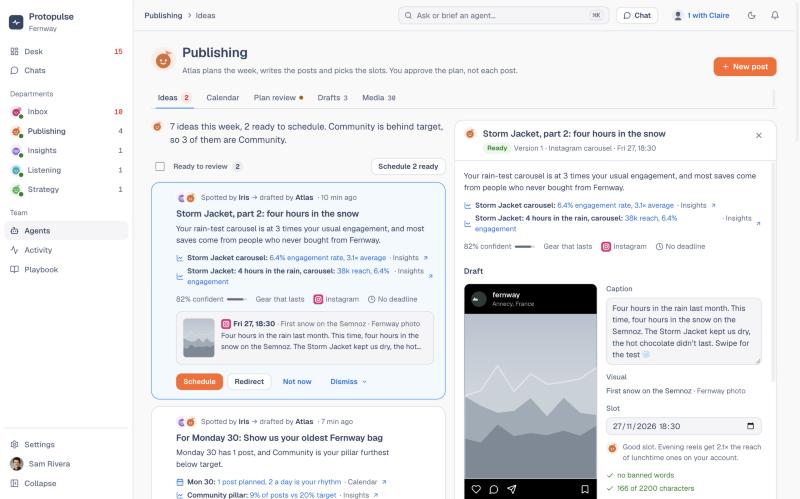 Protopulse
Fernway
Desk 15
Chats
Departments
Inbox 10
Publishing 4
Insights 1
Listening 1
Strategy 1
Team
Agents
Activity
Playbook
Settings
Sam Rivera
Collapse
Publishing > Ideas
Ask or brief an agent... ⌘K
Chat
1 with Claire
Publishing
Atlas plans the week, writes the posts and picks the slots. You approve the plan, not each post.
+ New post
Ideas 2 Calendar Plan review Drafts 3 Media 30
7 ideas this week, 2 ready to schedule. Community is behind target,
so 3 of them are Community.
Ready to review 2
Schedule 2 ready
Spotted by Iris → drafted by Atlas · 10 min ago
Storm Jacket, part 2: four hours in the snow
Your rain-test carousel is at 3 times your usual engagement, and most
saves come from people who never bought from Fernway.
Storm Jacket carousel: 6.4% engagement rate, 3.1× average · Insights ↗
Storm Jacket: 4 hours in the rain, carousel: 38k reach, 6.4% · Insights ↗
engagement
82% confident Gear that lasts Instagram No deadline
Fri 27, 18:30 · First snow on the Semnoz · Fernway photo
Four hours in the rain last month. This time, four hours in the
snow on the Semnoz. The Storm Jacket kept us dry, the hot...
Schedule Redirect Not now Dismiss
Spotted by Iris → drafted by Atlas · 7 min ago
For Monday 30: Show us your oldest Fernway bag
Monday 30 has 1 post, and Community is your pillar furthest
below target.
Mon 30: 1 post planned, 2 a day is your rhythm · Calendar ↗
Community pillar: 9% of posts vs 20% target · Insights ↗
Storm Jacket, part 2: four hours in the snow
Ready Version 1 · Instagram carousel · Fri 27, 18:30
Your rain-test carousel is at 3 times your usual engagement, and most saves come
from people who never bought from Fernway.
Storm Jacket carousel: 6.4% engagement rate, 3.1× average · Insights ↗
Storm Jacket: 4 hours in the rain, carousel: 38k reach, 6.4% · Insights ↗
engagement
82% confident Gear that lasts Instagram No deadline
Draft
fernway
Annecy, France
Caption
Four hours in the rain last month. This
time, four hours in the snow on the
Semnoz. The Storm Jacket kept us dry,
the hot chocolate didn't last. Swipe for
the test
Visual
First snow on the Semnoz · Fernway photo
Slot
27/11/2026 18:30
Good slot. Evening reels get 2.1× the reach
of lunchtime ones on your account.
no banned words
166 of 2200 characters